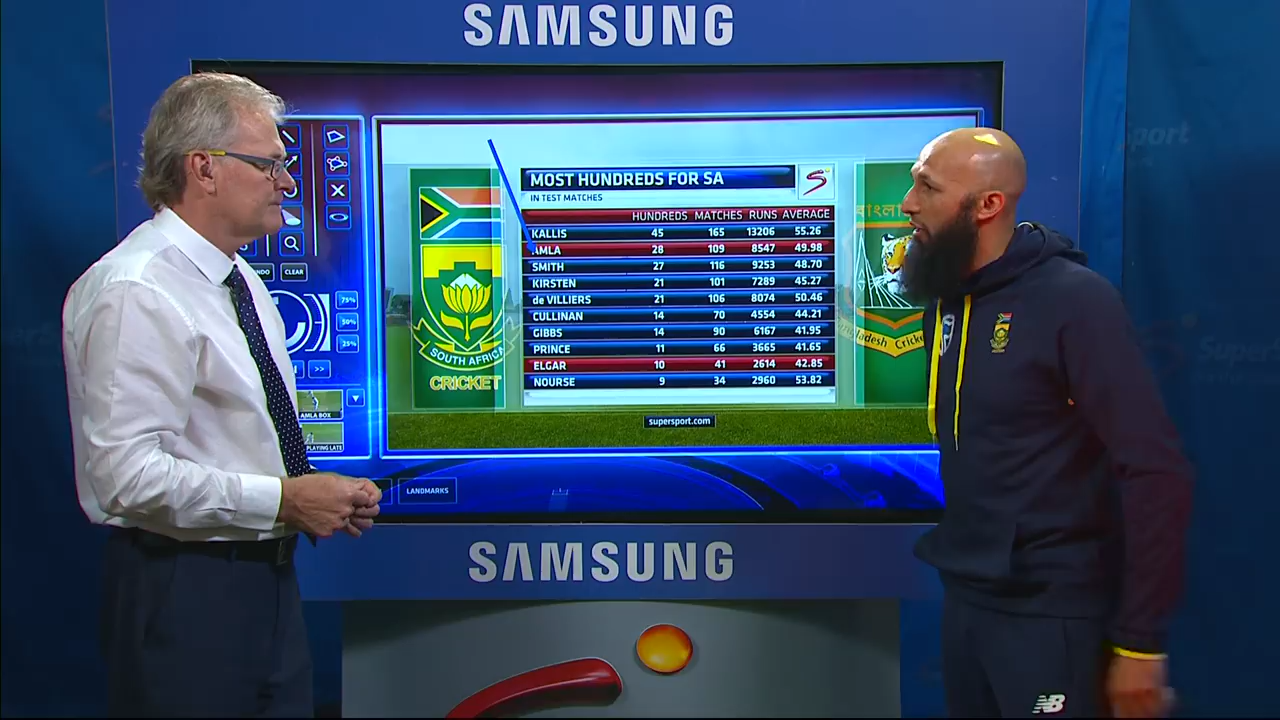 SAMSUNG
MOST HUNDREDS FOR SA
IN TEST MATCHES
HUNDREDS MATCHES RUNS AVERAGE
KALLIS 45 165 13206 55.26
AMLA 28 109 8547 49.98
SMITH 27 116 9253 48.70
KIRSTEN 21 101 7289 45.27
de VILLIERS 21 106 8074 50.46
CULLINAN 14 70 4554 44.21
GIBBS 14 90 6167 41.95
PRINCE 11 66 3665 41.65
ELGAR 10 41 2614 42.85
NOURSE 9 34 2960 53.82
supersport.com
SOUTH AFRICA
CRICKET
বাংলা
ladesh Cricke
CLEAR
75%
50%
25%
>>
AMLA BOX
PLAYING LATE
LANDMARKS
port
SAMSUNG
NB